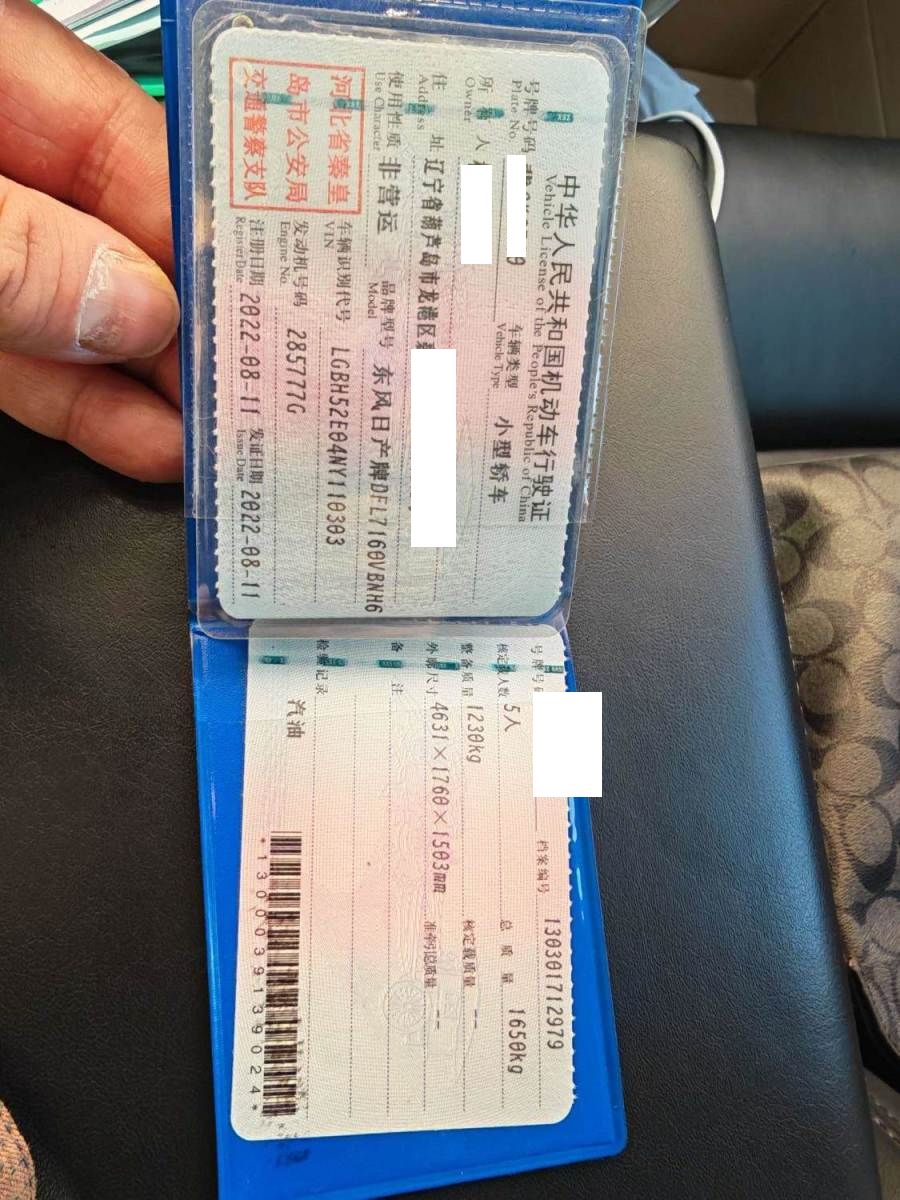 中华人民共和国机动车行驶证
Vehicle License of the People's Republic of China
号牌号码
Plate No.
车辆类型 小型轿车
Vehicle Type
所有人
Owner
住址 辽宁省葫芦岛市龙港区
Address
使用性质 非营运 品牌型号 东风日产牌DFL7160VBNH6
Use Character Model
河北省秦皇
岛市公安局
交通警察支队
车辆识别代号 LGBH52E04NY110303
VIN
发动机号码 285777G
Engine No.
注册日期 2022-08-11 发证日期 2022-08-11
Register Date Issue Date
号牌号码 档案编号 130301712979
核定载人数 5人 总质量 1650kg
整备质量 1230kg 核定载质量 --
外廓尺寸 4631×1760×1503mm 准牵引总质量 --
备注
检验记录 汽油
*1300039139024*